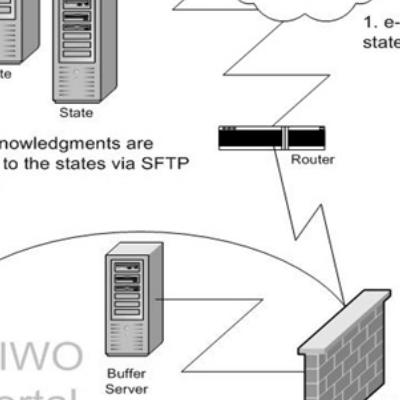 1. e-
state
te
State
nowledgments are
to the states via SFTP
Router
IWO
Buffer
Server
ortal